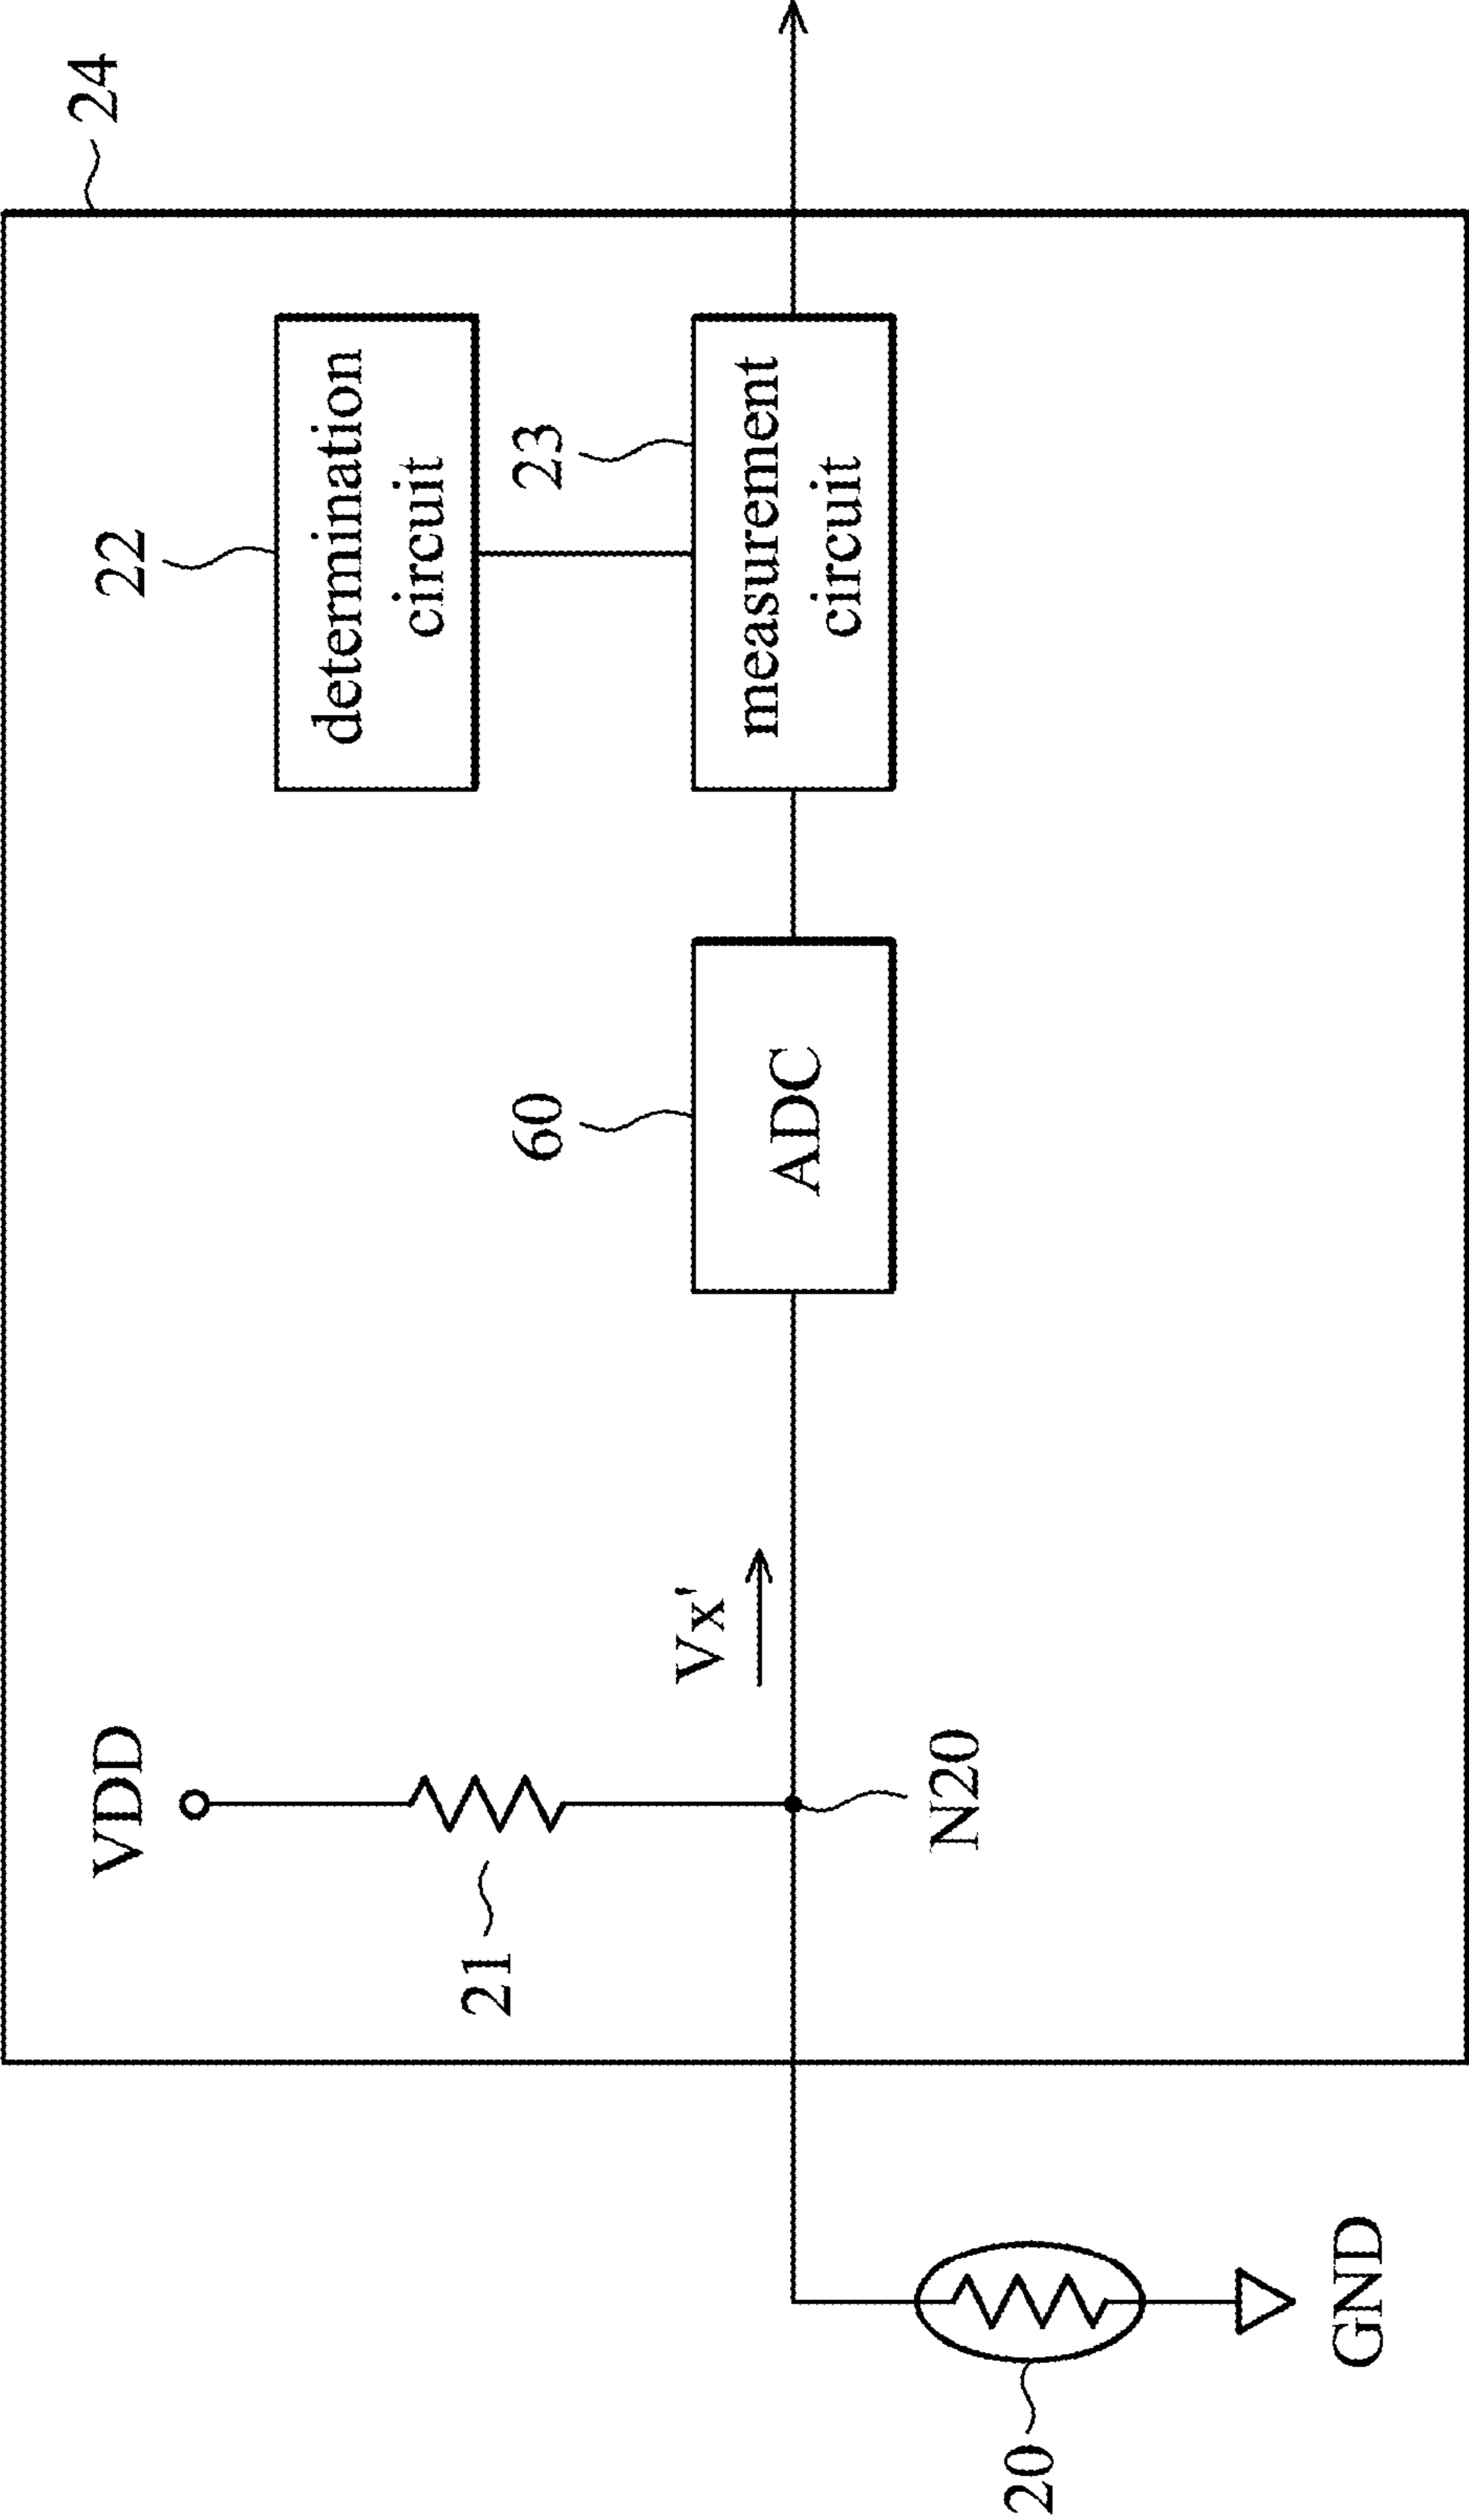 24
22
determination
circuit
23
measurement
circuit
60
ADC
VDD
Vx'
21
N20
20
GND